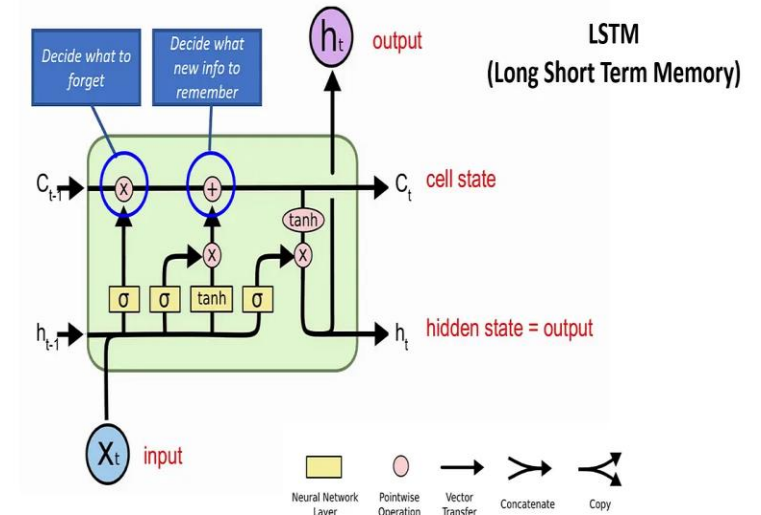 LSTM
(Long Short Term Memory)
Decide what to
forget
Decide what
new info to
remember
ht
output
Ct-1
x
+
Ct
cell state
tanh
x
x
σ
σ
tanh
σ
ht-1
ht
hidden state = output
Xt
input
Neural Network
Layer
Pointwise
Operation
Vector
Transfer
Concatenate
Copy